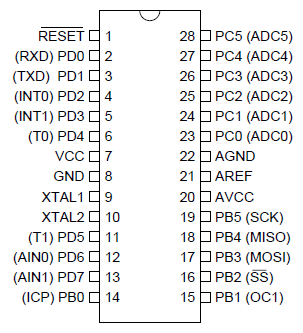 RESET 1 28 PC5 (ADC5)
(RXD) PD0 2 27 PC4 (ADC4)
(TXD) PD1 3 26 PC3 (ADC3)
(INT0) PD2 4 25 PC2 (ADC2)
(INT1) PD3 5 24 PC1 (ADC1)
(T0) PD4 6 23 PC0 (ADC0)
VCC 7 22 AGND
GND 8 21 AREF
XTAL1 9 20 AVCC
XTAL2 10 19 PB5 (SCK)
(T1) PD5 11 18 PB4 (MISO)
(AIN0) PD6 12 17 PB3 (MOSI)
(AIN1) PD7 13 16 PB2 (SS)
(ICP) PB0 14 15 PB1 (OC1)